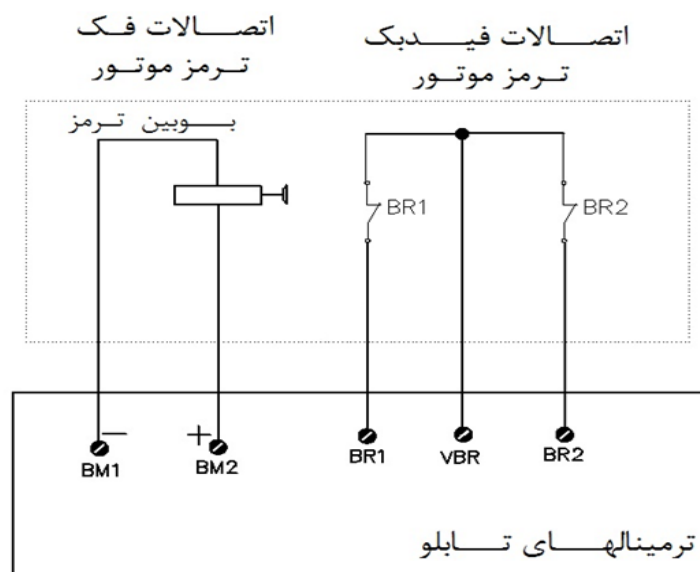 اتصالات فیدبک
ترمز موتور
اتصالات فک
ترمز موتور
بوبین ترمز
BR1
BR2
BM1
−
+
BM2
BR1
VBR
BR2
ترمینالهای تابلو